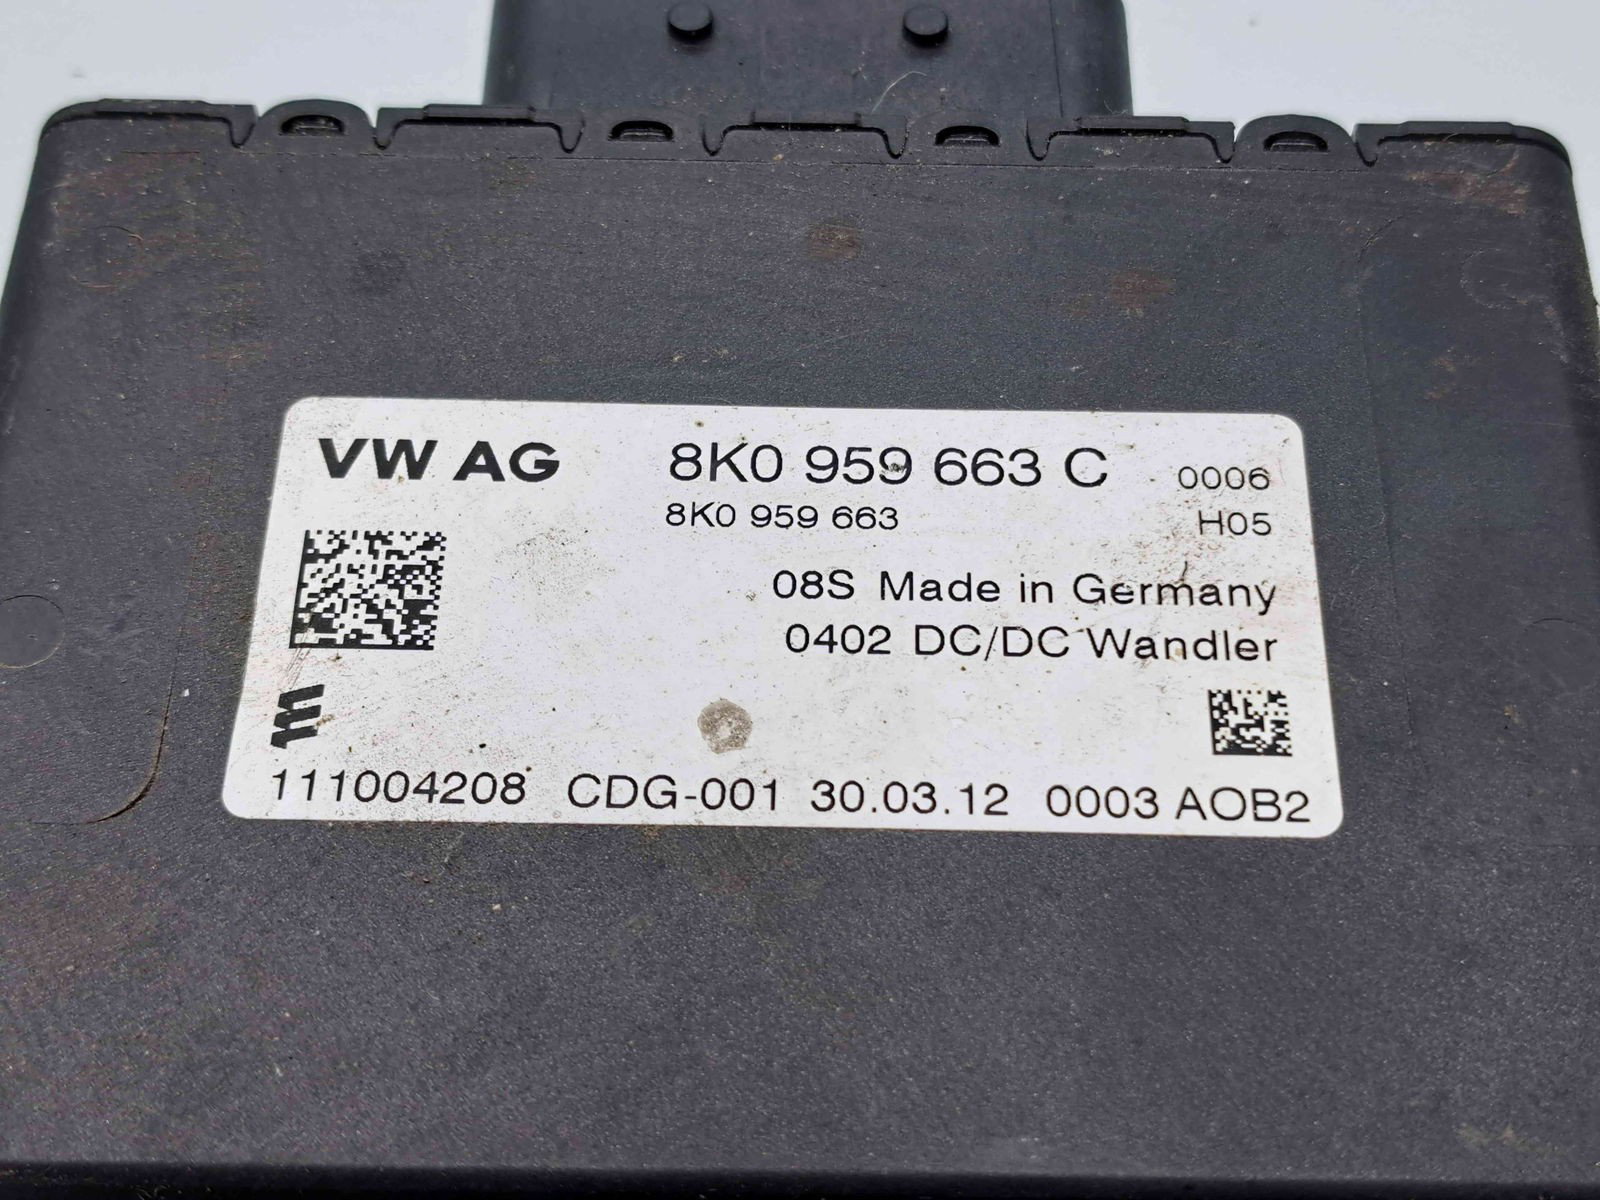 VW AG 8K0 959 663 C 0006
8K0 959 663 H05
08S Made in Germany
0402 DC/DC Wandler
111004208 CDG-001 30.03.12 0003 AOB2